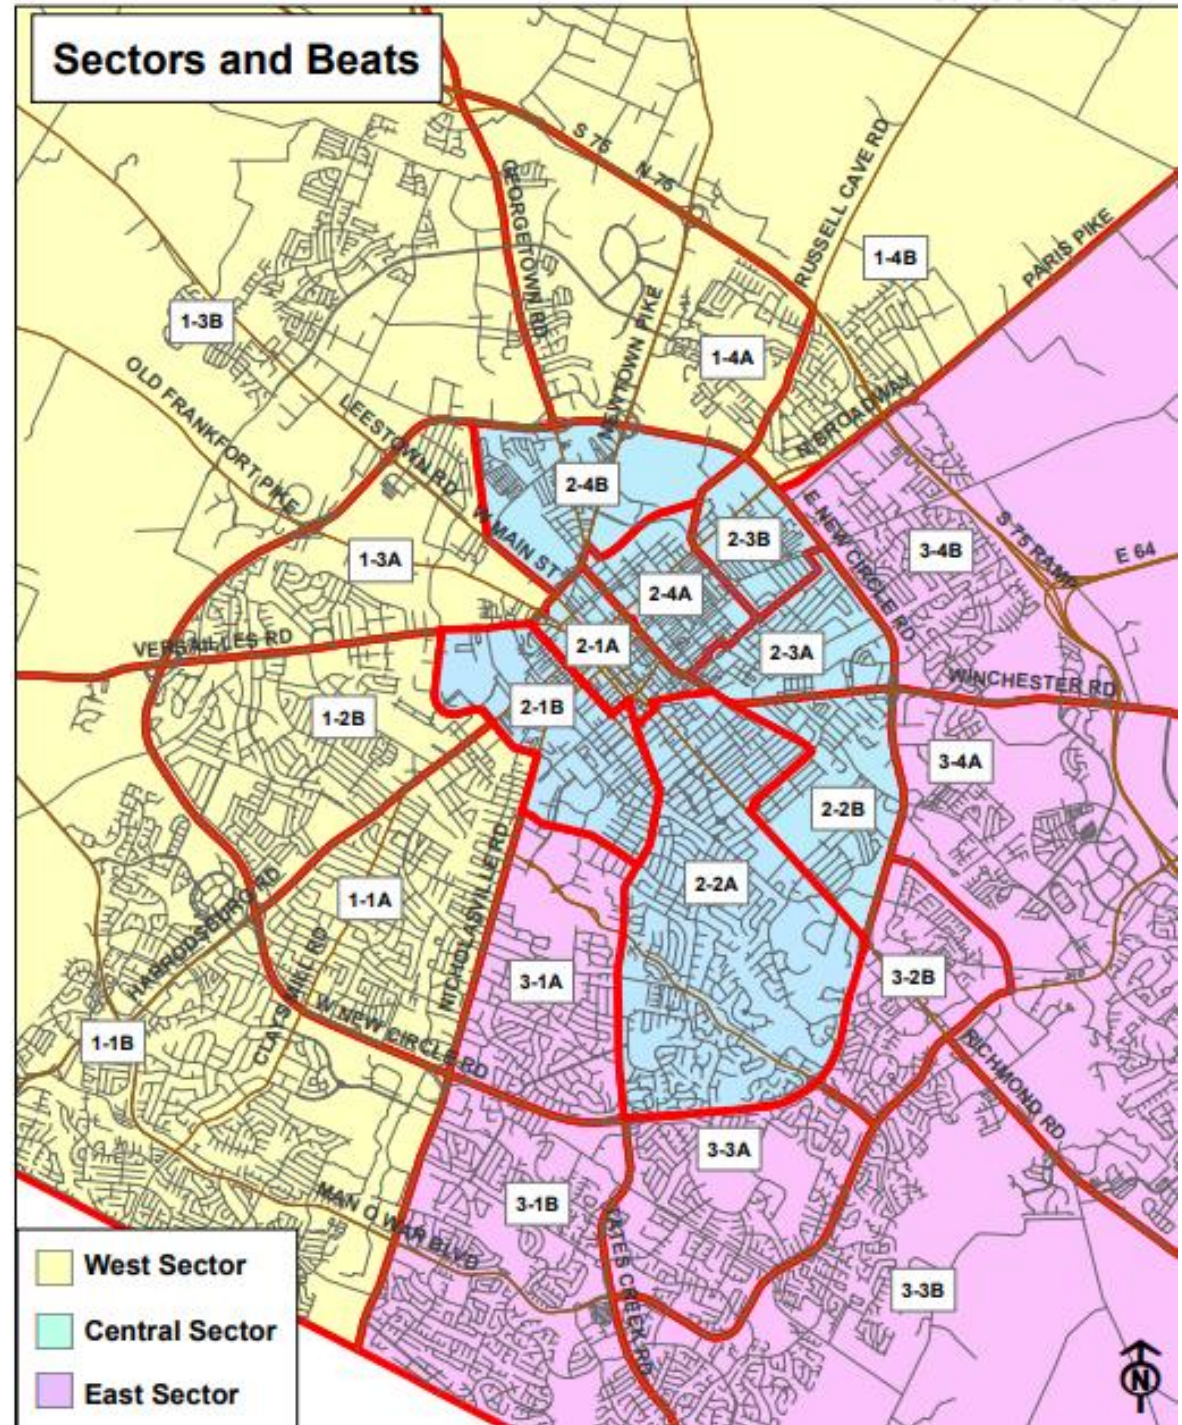 Sectors and Beats
S 75
N 75
GEORGETOWN RD
RUSSELL CAVE RD
1-4B
PARIS PIKE
1-3B
NEWTOWN PIKE
1-4A
OLD FRANKFORT PIKE
LEESTOWN RD
N BROADWAY
2-4B
W MAIN ST
E NEW CIRCLE RD
2-3B
3-4B
S 75 RAMP
E 64
1-3A
2-4A
VERSAILLES RD
2-1A
2-3A
WINCHESTER RD
1-2B
2-1B
3-4A
2-2B
NICHOLASVILLE RD
2-2A
HARRODSBURG RD
1-1A
CLAYS MILL RD
3-1A
3-2B
W NEW CIRCLE RD
1-1B
RICHMOND RD
3-3A
MAN O WAR BLVD
3-1B
TATES CREEK RD
3-3B
West Sector
Central Sector
East Sector
N